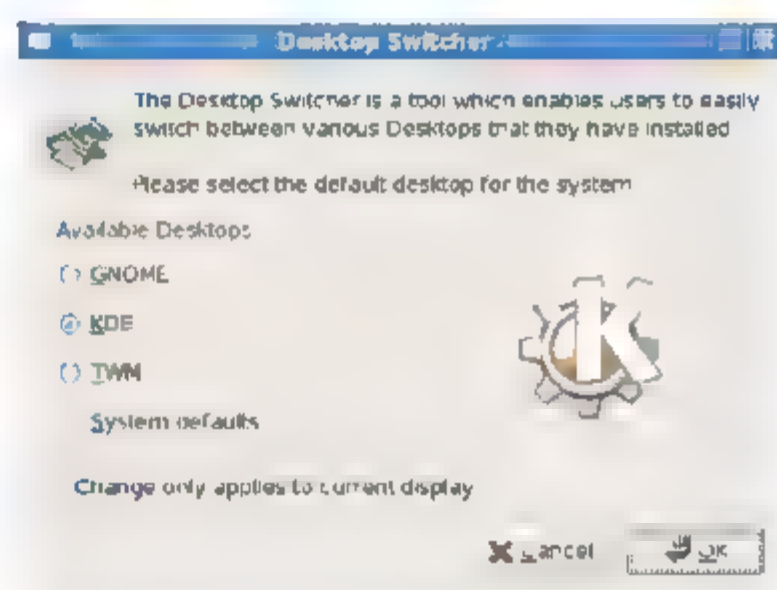 Desktop Switcher
The Desktop Switcher is a tool which enables users to easily
switch between various Desktops that they have installed
Please select the default desktop for the system
Available Desktops
GNOME
KDE
TWM
System defaults
Change only applies to current display
Cancel
OK